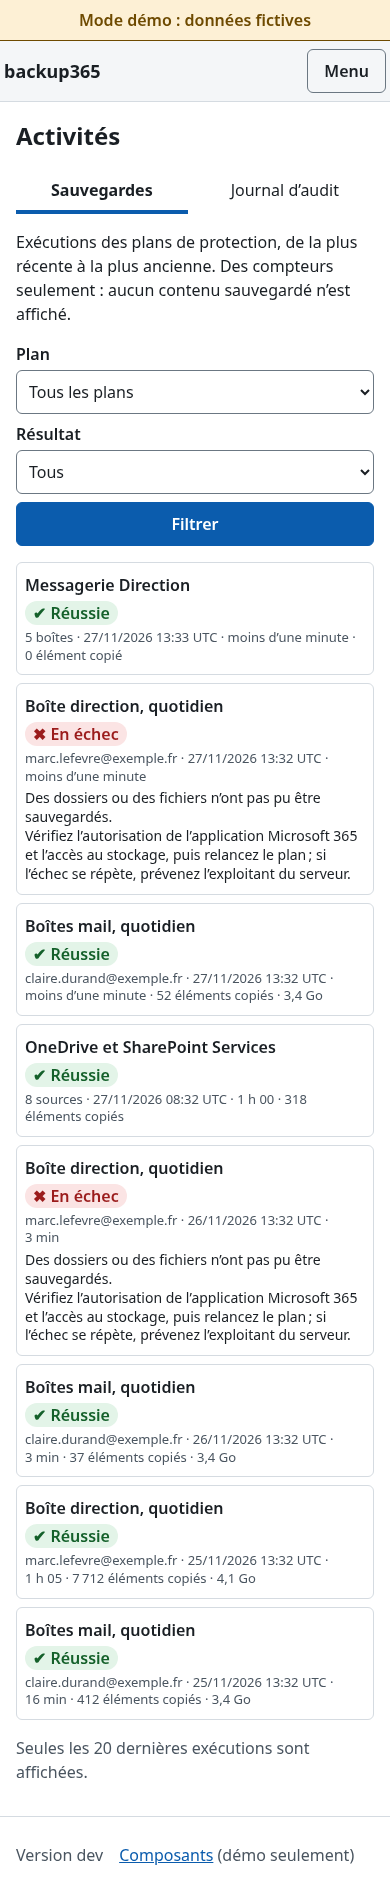 Mode démo : données fictives
backup365
Menu
Activités
Sauvegardes
Journal d’audit
Exécutions des plans de protection, de la plus
récente à la plus ancienne. Des compteurs
seulement : aucun contenu sauvegardé n’est
affiché.
Plan
Tous les plans
Résultat
Tous
Filtrer
Messagerie Direction
✔ Réussie
5 boîtes · 27/11/2026 13:33 UTC · moins d’une minute ·
0 élément copié
Boîte direction, quotidien
✖ En échec
marc.lefevre@exemple.fr · 27/11/2026 13:32 UTC ·
moins d’une minute
Des dossiers ou des fichiers n’ont pas pu être
sauvegardés.
Vérifiez l’autorisation de l’application Microsoft 365
et l’accès au stockage, puis relancez le plan ; si
l’échec se répète, prévenez l’exploitant du serveur.
Boîtes mail, quotidien
✔ Réussie
claire.durand@exemple.fr · 27/11/2026 13:32 UTC ·
moins d’une minute · 52 éléments copiés · 3,4 Go
OneDrive et SharePoint Services
✔ Réussie
8 sources · 27/11/2026 08:32 UTC · 1 h 00 · 318
éléments copiés
Boîte direction, quotidien
✖ En échec
marc.lefevre@exemple.fr · 26/11/2026 13:32 UTC ·
3 min
Des dossiers ou des fichiers n’ont pas pu être
sauvegardés.
Vérifiez l’autorisation de l’application Microsoft 365
et l’accès au stockage, puis relancez le plan ; si
l’échec se répète, prévenez l’exploitant du serveur.
Boîtes mail, quotidien
✔ Réussie
claire.durand@exemple.fr · 26/11/2026 13:32 UTC ·
3 min · 37 éléments copiés · 3,4 Go
Boîte direction, quotidien
✔ Réussie
marc.lefevre@exemple.fr · 25/11/2026 13:32 UTC ·
1 h 05 · 7 712 éléments copiés · 4,1 Go
Boîtes mail, quotidien
✔ Réussie
claire.durand@exemple.fr · 25/11/2026 13:32 UTC ·
16 min · 412 éléments copiés · 3,4 Go
Seules les 20 dernières exécutions sont
affichées.
Version dev Composants (démo seulement)